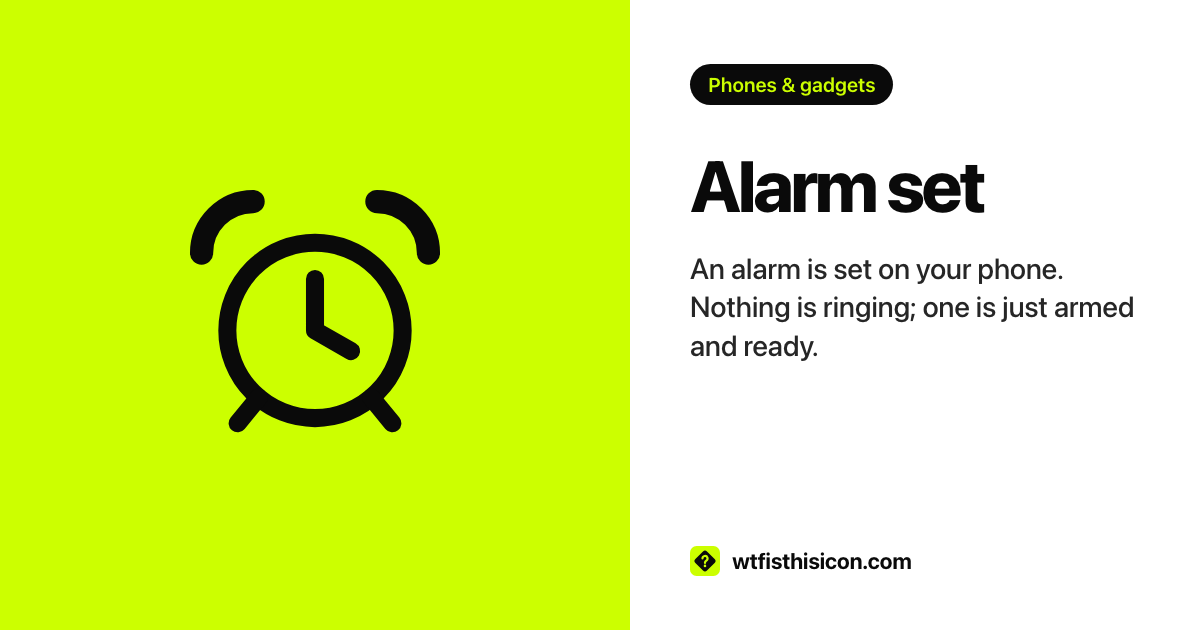 Phones & gadgets
Alarm set
An alarm is set on your phone.
Nothing is ringing; one is just armed
and ready.
?
wtfisthisicon.com